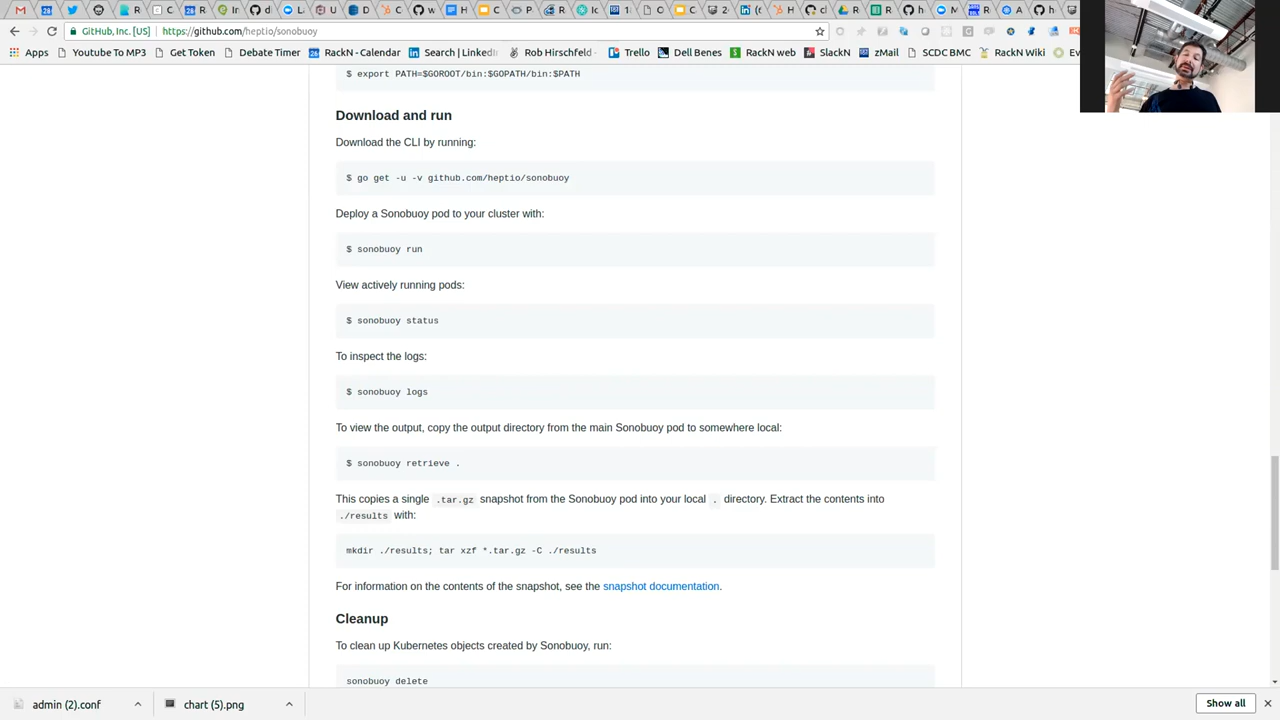 GitHub, Inc. [US] https://github.com/heptio/sonobuoy
Apps Youtube To MP3 Get Token Debate Timer RackN - Calendar Search | LinkedIn Rob Hirschfeld Trello Dell Benes RackN web SlackN zMail SCDC BMC RackN Wiki
$ export PATH=$GOROOT/bin:$GOPATH/bin:$PATH
Download and run
Download the CLI by running:
$ go get -u -v github.com/heptio/sonobuoy
Deploy a Sonobuoy pod to your cluster with:
$ sonobuoy run
View actively running pods:
$ sonobuoy status
To inspect the logs:
$ sonobuoy logs
To view the output, copy the output directory from the main Sonobuoy pod to somewhere local:
$ sonobuoy retrieve .
This copies a single .tar.gz snapshot from the Sonobuoy pod into your local . directory. Extract the contents into
./results with:
mkdir ./results; tar xzf *.tar.gz -C ./results
For information on the contents of the snapshot, see the snapshot documentation.
Cleanup
To clean up Kubernetes objects created by Sonobuoy, run:
sonobuoy delete
admin (2).conf chart (5).png Show all